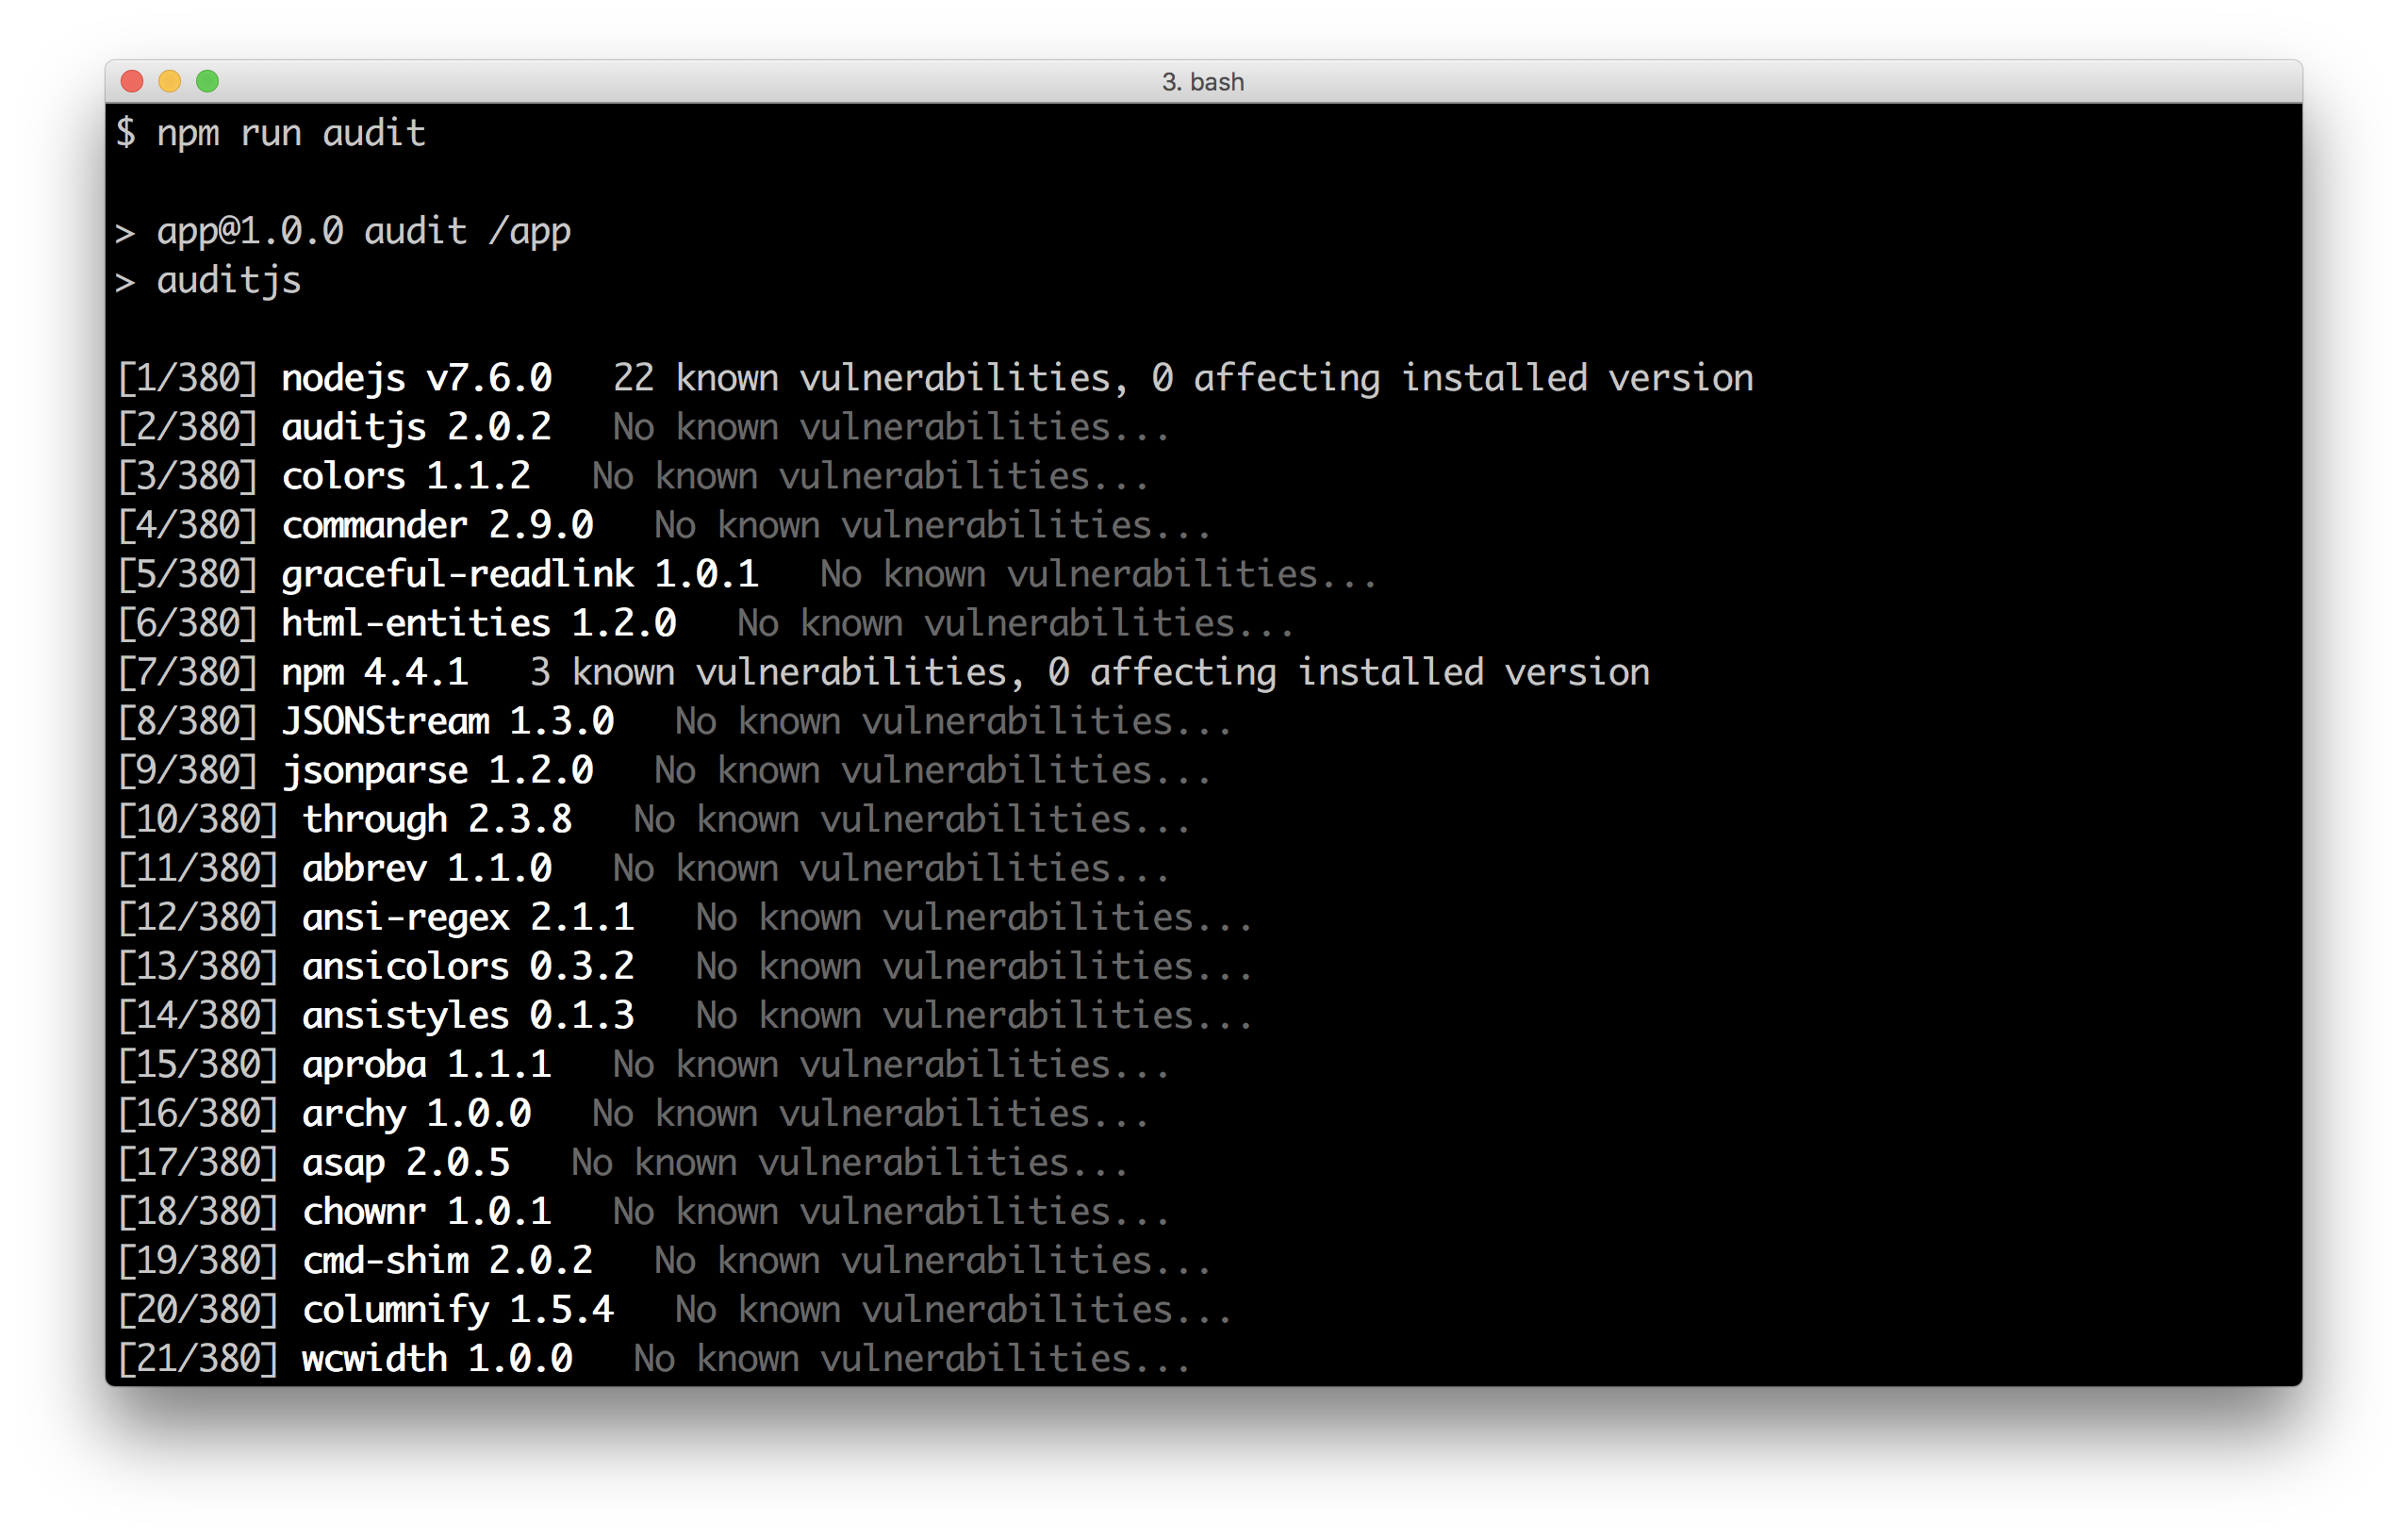 3. bash
$ npm run audit
> app@1.0.0 audit /app
> auditjs
[1/380] nodejs v7.6.0   22 known vulnerabilities, 0 affecting installed version
[2/380] auditjs 2.0.2   No known vulnerabilities...
[3/380] colors 1.1.2   No known vulnerabilities...
[4/380] commander 2.9.0   No known vulnerabilities...
[5/380] graceful-readlink 1.0.1   No known vulnerabilities...
[6/380] html-entities 1.2.0   No known vulnerabilities...
[7/380] npm 4.4.1   3 known vulnerabilities, 0 affecting installed version
[8/380] JSONStream 1.3.0   No known vulnerabilities...
[9/380] jsonparse 1.2.0   No known vulnerabilities...
[10/380] through 2.3.8   No known vulnerabilities...
[11/380] abbrev 1.1.0   No known vulnerabilities...
[12/380] ansi-regex 2.1.1   No known vulnerabilities...
[13/380] ansicolors 0.3.2   No known vulnerabilities...
[14/380] ansistyles 0.1.3   No known vulnerabilities...
[15/380] aproba 1.1.1   No known vulnerabilities...
[16/380] archy 1.0.0   No known vulnerabilities...
[17/380] asap 2.0.5   No known vulnerabilities...
[18/380] chownr 1.0.1   No known vulnerabilities...
[19/380] cmd-shim 2.0.2   No known vulnerabilities...
[20/380] columnify 1.5.4   No known vulnerabilities...
[21/380] wcwidth 1.0.0   No known vulnerabilities...